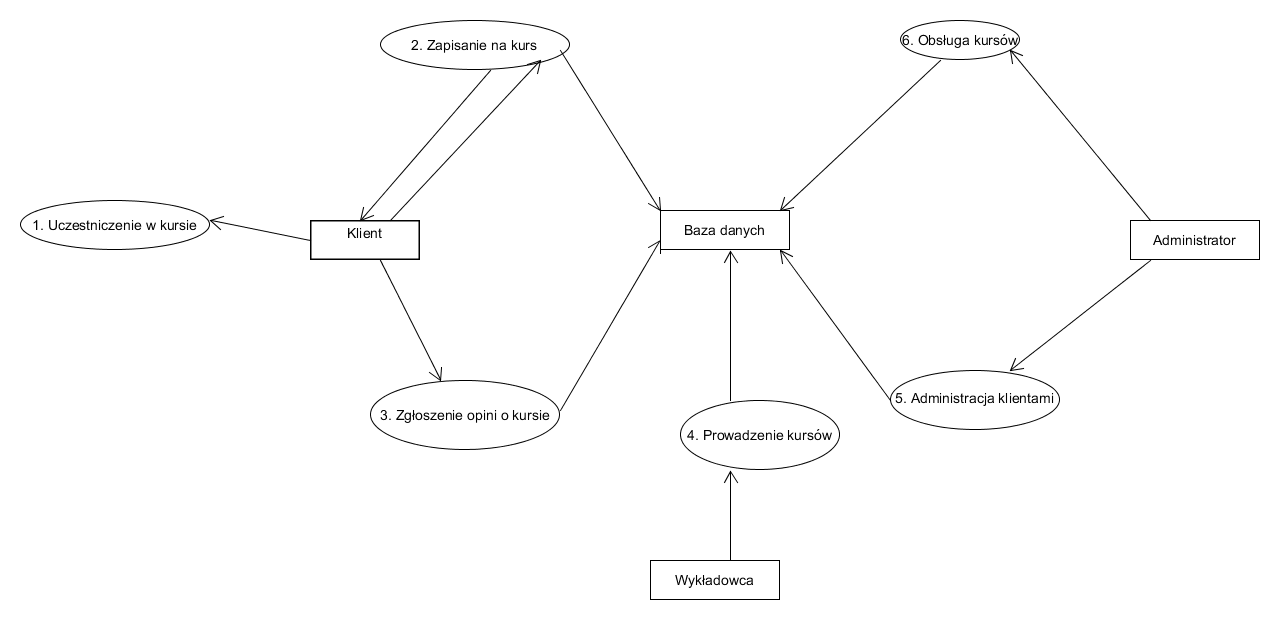 2. Zapisanie na kurs
6. Obsługa kursów
1. Uczestniczenie w kursie
Klient
Baza danych
Administrator
3. Zgłoszenie opini o kursie
4. Prowadzenie kursów
5. Administracja klientami
Wykładowca